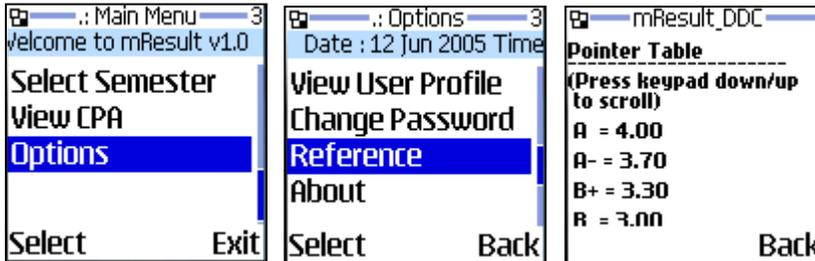 .: Main Menu 3
Welcome to mResult v1.0
Select Semester
View CPA
Options
Select Exit
.: Options 3
Date : 12 Jun 2005 Time
View User Profile
Change Password
Reference
About
Select Back
mResult_DDC
Pointer Table
(Press keypad down/up
to scroll)
A = 4.00
A- = 3.70
B+ = 3.30
B = 3.00
Back